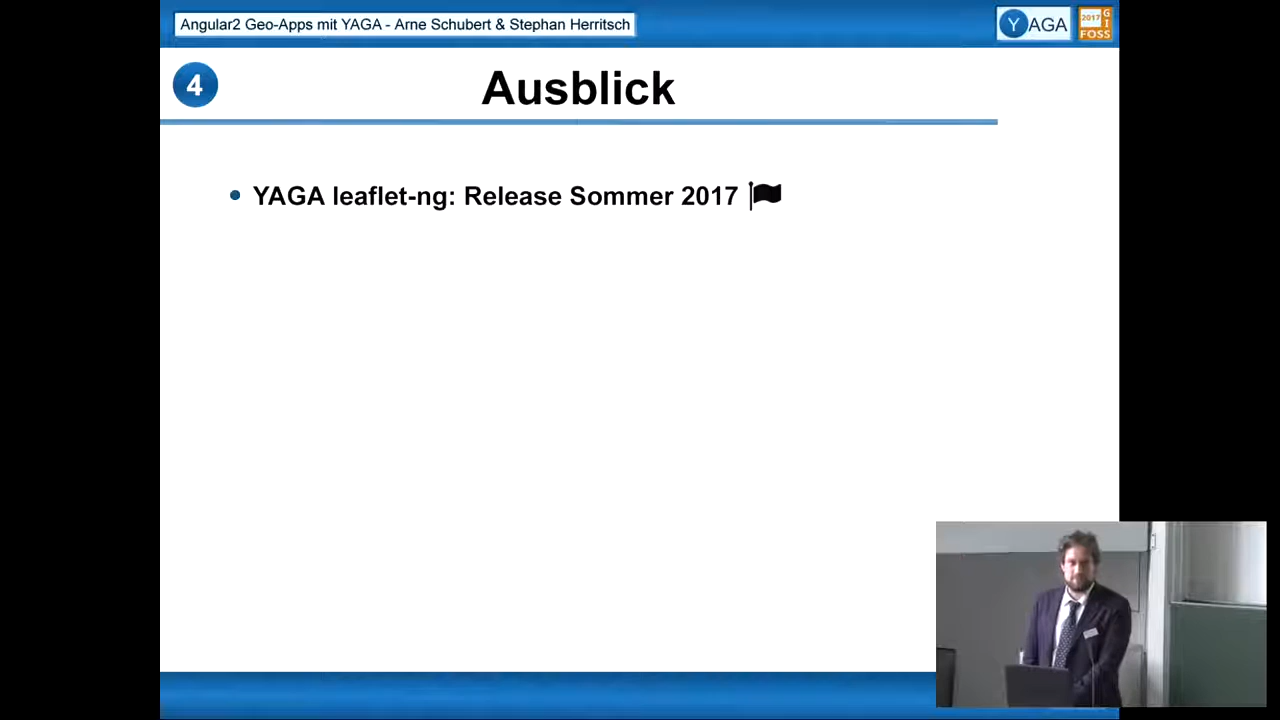 Angular2 Geo-Apps mit YAGA - Arne Schubert & Stephan Herritsch
YAGA
2017
GI
FOSS
4
Ausblick
• YAGA leaflet-ng: Release Sommer 2017